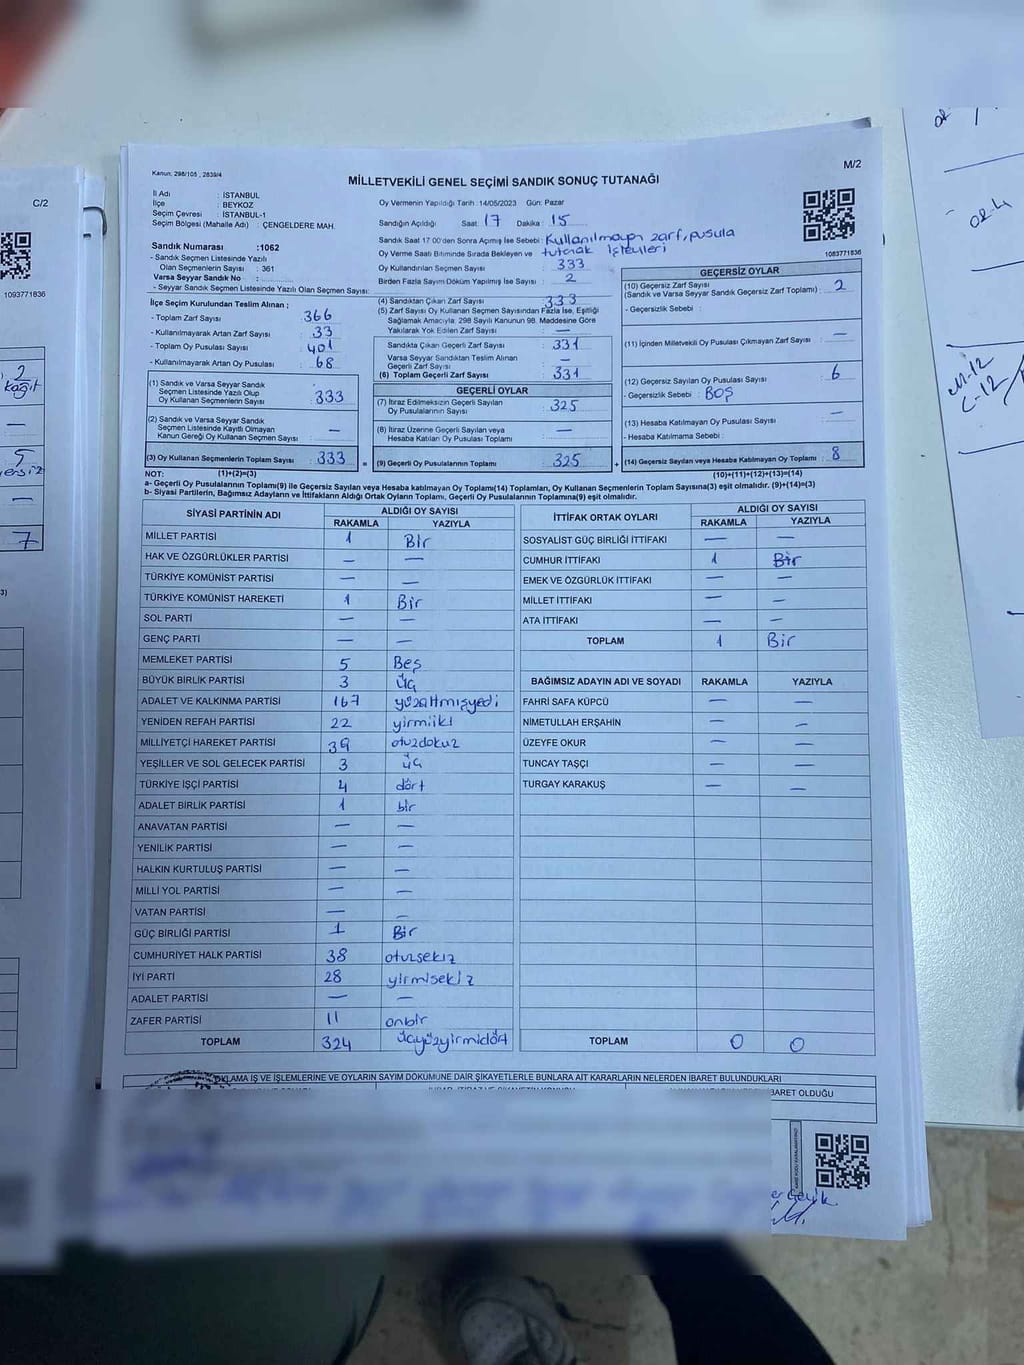 Kanun: 298/105 , 2839/4
M/2
MİLLETVEKİLİ GENEL SEÇİMİ SANDIK SONUÇ TUTANAĞI
İl Adı : İSTANBUL
İlçe : BEYKOZ
Seçim Çevresi : İSTANBUL-1
Seçim Bölgesi (Mahalle Adı) : ÇENGELDERE MAH.
Oy Vermenin Yapıldığı Tarih :14/05/2023 Gün: Pazar
Sandığın Açıldığı Saat: 17 Dakika : 15
Sandık Saat 17:00'den Sonra Açımış İse Sebebi : Kullanılmayan zarf, pusula
Oy Verme Saati Bitiminde Sırada Bekleyen ve tutanak işlemleri
Oy Kullandırılan Seçmen Sayısı : 333
Birden Fazla Sayım Döküm Yapılmış İse Sayısı : 2
1083771836
Sandık Numarası :1062
- Sandık Seçmen Listesinde Yazılı
Olan Seçmenlerin Sayısı : 361
Varsa Seyyar Sandık No :
- Seyyar Sandık Seçmen Listesinde Yazılı Olan Seçmen Sayısı:
İlçe Seçim Kurulundan Teslim Alınan ;
- Toplam Zarf Sayısı : 366
- Kullanılmayarak Artan Zarf Sayısı : 33
- Toplam Oy Pusulası Sayısı : 401
- Kullanılmayarak Artan Oy Pusulası : 68
(1) Sandık ve Varsa Seyyar Sandık
Seçmen Listesinde Yazılı Olup
Oy Kullanan Seçmenlerin Sayısı : 333
(2) Sandık ve Varsa Seyyar Sandık
Seçmen Listesinde Kayıtlı Olmayan
Kanun Gereği Oy Kullanan Seçmen Sayısı : —
(3) Oy Kullanan Seçmenlerin Toplam Sayısı : 333
(4) Sandıktan Çıkan Zarf Sayısı : 333
(5) Zarf Sayısı Oy Kullanan Seçmen Sayısından Fazla İse, Eşitliği
Sağlamak Amacıyla; 298 Sayılı Kanunun 98. Maddesine Göre
Yakılarak Yok Edilen Zarf Sayısı : —
Sandıkta Çıkan Geçerli Zarf Sayısı : 331
Varsa Seyyar Sandıktan Teslim Alınan
Geçerli Zarf Sayısı : —
(6) Toplam Geçerli Zarf Sayısı : 331
GEÇERLİ OYLAR
(7) İtiraz Edilmeksizin Geçerli Sayılan
Oy Pusulalarının Sayısı : 325
(8) İtiraz Üzerine Geçerli Sayılan veya
Hesaba Katılan Oy Pusulası Toplamı : —
= (9) Geçerli Oy Pusulalarının Toplamı : 325
GEÇERSİZ OYLAR
(10) Geçersiz Zarf Sayısı
(Sandık ve Varsa Seyyar Sandık Geçersiz Zarf Toplamı) : 2
- Geçersizlik Sebebi :
(11) İçinden Milletvekili Oy Pusulası Çıkmayan Zarf Sayısı : —
(12) Geçersiz Sayılan Oy Pusulası Sayısı : 6
- Geçersizlik Sebebi : BOŞ
(13) Hesaba Katılmayan Oy Pusulası Sayısı : —
- Hesaba Katılmama Sebebi :
+ (14) Geçersiz Sayılan veya Hesaba Katılmayan Oy Toplamı : 8
NOT: (1)+(2)=(3) (10)+(11)+(12)+(13)=(14)
a- Geçerli Oy Pusulalarının Toplamı(9) ile Geçersiz Sayılan veya Hesaba katılmayan Oy Toplamı(14) Toplamları, Oy Kullanan Seçmenlerin Toplam Sayısına(3) eşit olmalıdır. (9)+(14)=(3)
b- Siyasi Partilerin, Bağımsız Adayların ve İttifakların Aldığı Ortak Oyların Toplamı, Geçerli Oy Pusulalarının Toplamına(9) eşit olmalıdır.
SİYASİ PARTİNİN ADI ALDIĞI OY SAYISI
RAKAMLA YAZIYLA
MİLLET PARTİSİ 1 Bir
HAK VE ÖZGÜRLÜKLER PARTİSİ — —
TÜRKİYE KOMÜNİST PARTİSİ — —
TÜRKİYE KOMÜNİST HAREKETİ 1 Bir
SOL PARTİ — —
GENÇ PARTİ — —
MEMLEKET PARTİSİ 5 Beş
BÜYÜK BİRLİK PARTİSİ 3 üç
ADALET VE KALKINMA PARTİSİ 167 yüzaltmışyedi
YENİDEN REFAH PARTİSİ 22 yirmiiki
MİLLİYETÇİ HAREKET PARTİSİ 39 otuzdokuz
YEŞİLLER VE SOL GELECEK PARTİSİ 3 üç
TÜRKİYE İŞÇİ PARTİSİ 4 dört
ADALET BİRLİK PARTİSİ 1 bir
ANAVATAN PARTİSİ — —
YENİLİK PARTİSİ — —
HALKIN KURTULUŞ PARTİSİ — —
MİLLİ YOL PARTİSİ — —
VATAN PARTİSİ — —
GÜÇ BİRLİĞİ PARTİSİ 1 Bir
CUMHURİYET HALK PARTİSİ 38 otuzsekiz
İYİ PARTİ 28 yirmisekiz
ADALET PARTİSİ — —
ZAFER PARTİSİ 11 onbir
TOPLAM 324 üçyüzyirmidört
İTTİFAK ORTAK OYLARI ALDIĞI OY SAYISI
RAKAMLA YAZIYLA
SOSYALİST GÜÇ BİRLİĞİ İTTİFAKI — —
CUMHUR İTTİFAKI 1 Bir
EMEK VE ÖZGÜRLÜK İTTİFAKI — —
MİLLET İTTİFAKI — —
ATA İTTİFAKI — —
TOPLAM 1 Bir
BAĞIMSIZ ADAYIN ADI VE SOYADI RAKAMLA YAZIYLA
FAHRİ SAFA KÜPCÜ — —
NİMETULLAH ERŞAHİN — —
ÜZEYFE OKUR — —
TUNCAY TAŞÇI — —
TURGAY KARAKUŞ — —
TOPLAM 0 0
OKLAMA İŞ VE İŞLEMLERİNE VE OYLARIN SAYIM DÖKÜMÜNE DAİR ŞİKAYETLERLE BUNLARA AİT KARARLARIN NELERDEN İBARET BULUNDUKLARI
İBARET OLDUĞU
C/2
1093771836
2
kağıt
—
5
—
7
3)
M-12
C-12